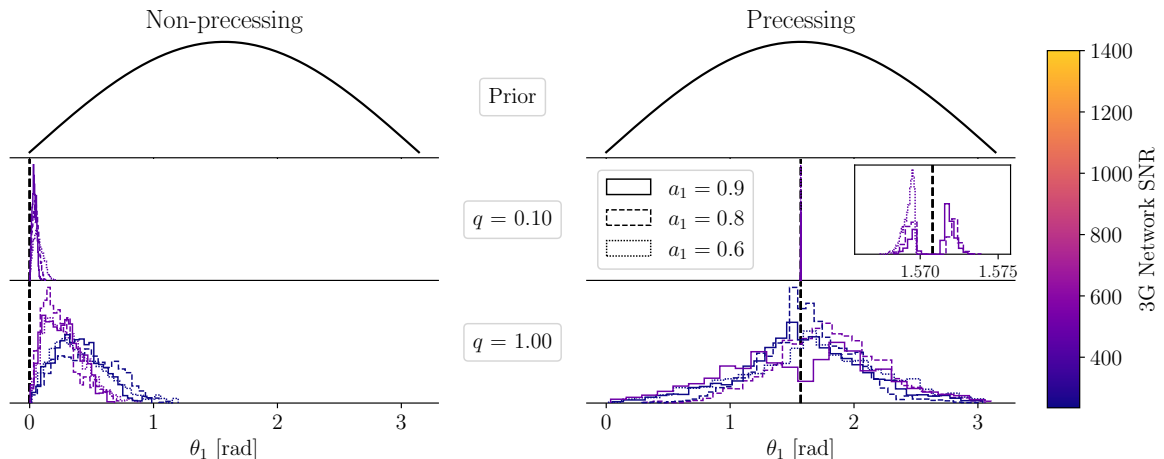 Non-precessing
Precessing
Prior
q = 0.10
q = 1.00
a₁ = 0.9
a₁ = 0.8
a₁ = 0.6
1.570
1.575
0
1
2
3
θ₁ [rad]
0
1
2
3
θ₁ [rad]
1400
1200
1000
800
600
400
3G Network SNR